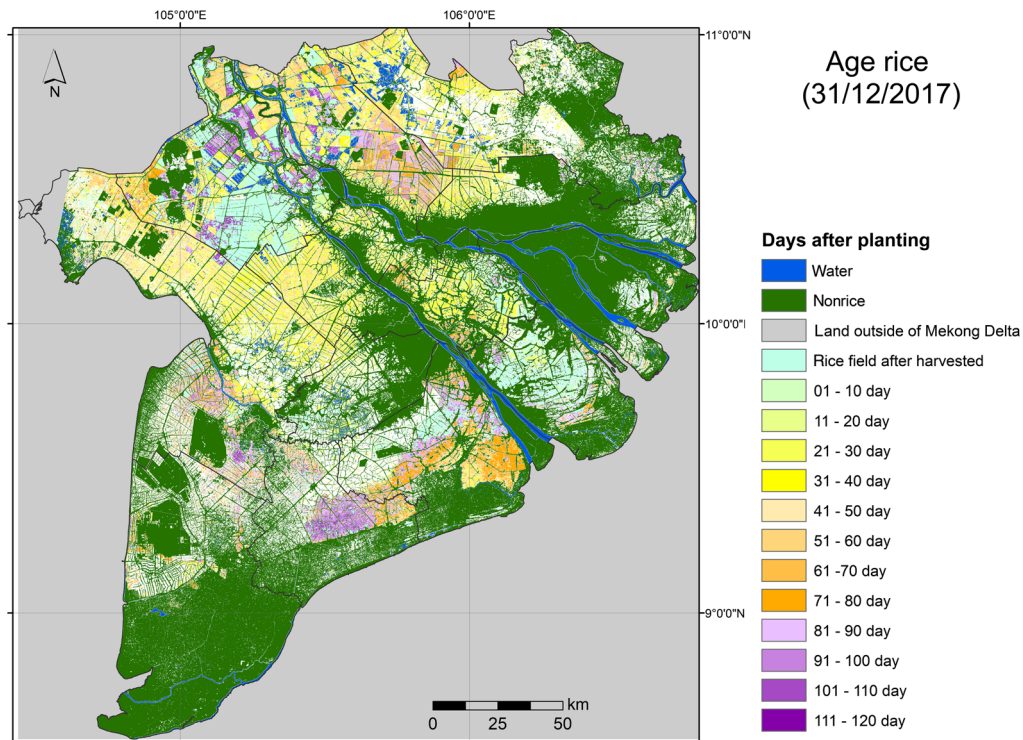 105°0'0"E
106°0'0"E
11°0'0"N
Age rice
(31/12/2017)
N
Days after planting
Water
Nonrice
Land outside of Mekong Delta
10°0'0"N
Rice field after harvested
01 - 10 day
11 - 20 day
21 - 30 day
31 - 40 day
41 - 50 day
51 - 60 day
61 -70 day
71 - 80 day
9°0'0"N
81 - 90 day
91 - 100 day
101 - 110 day
111 - 120 day
km
0 25 50